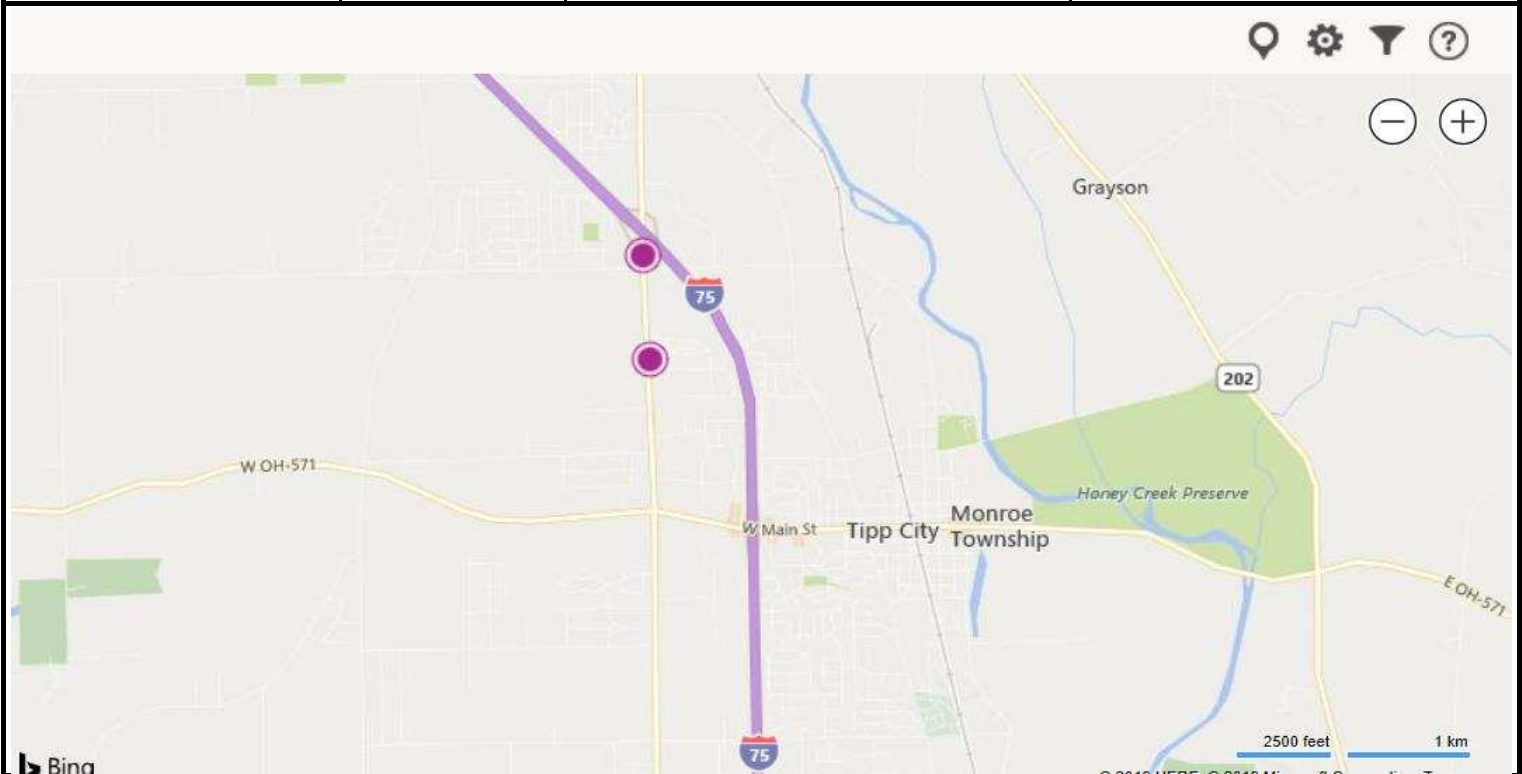 ?
Grayson
75
202
W OH-571
Honey Creek Preserve
Monroe
Township
W Main St
Tipp City
E OH-571
2500 feet
1 km
75
Bing